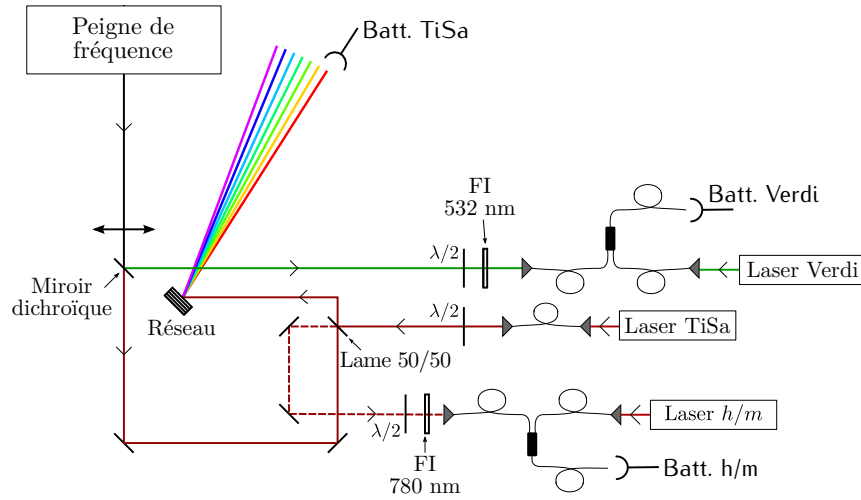 Peigne de
fréquence
Batt. TiSa
FI
532 nm
Batt. Verdi
λ/2
Laser Verdi
Miroir
dichroïque
Réseau
λ/2
Laser TiSa
Lame 50/50
λ/2
Laser h/m
FI
780 nm
Batt. h/m